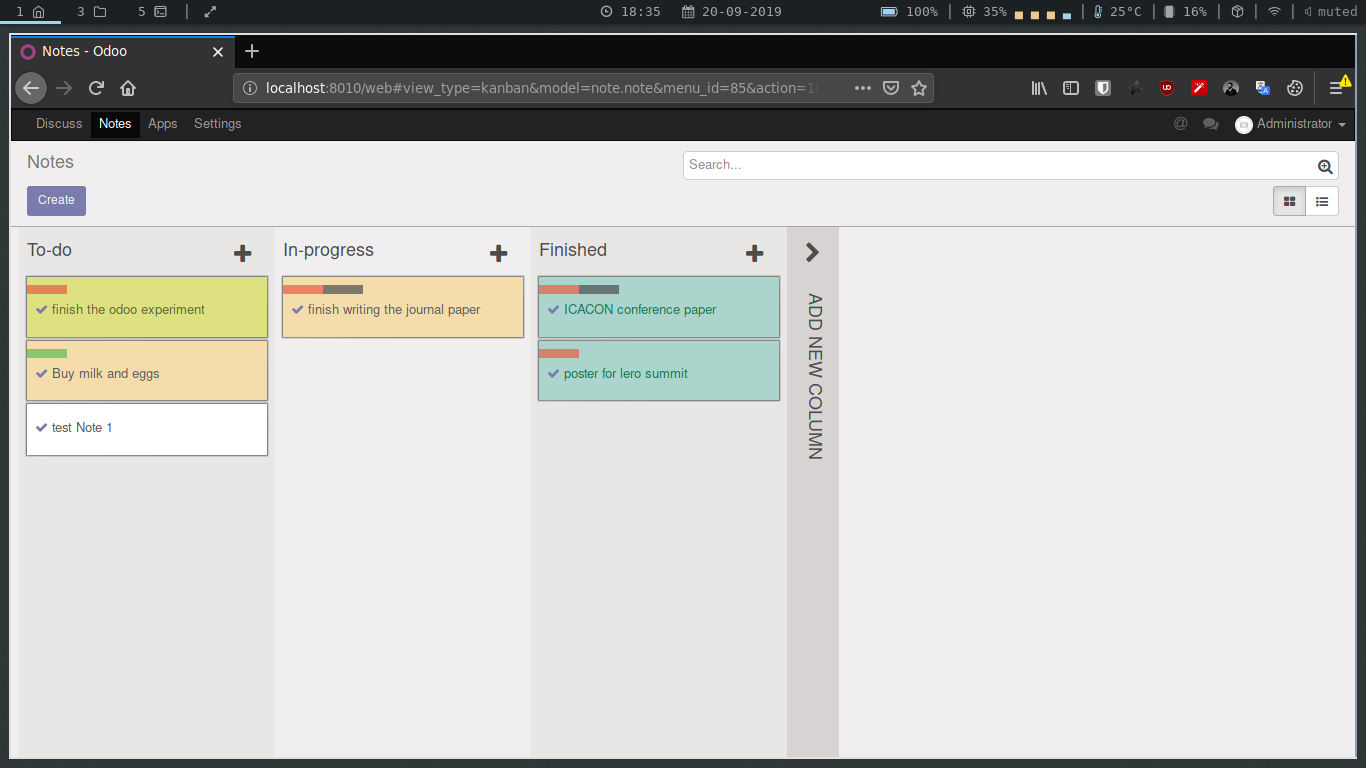 1 3 5 18:35 20-09-2019 100% 35% 25°C 16% muted
Notes - Odoo
localhost:8010/web#view_type=kanban&model=note.note&menu_id=85&action=1
Discuss Notes Apps Settings Administrator
Notes
Search...
Create
To-do In-progress Finished
finish the odoo experiment finish writing the journal paper ICACON conference paper
Buy milk and eggs poster for lero summit
test Note 1
ADD NEW COLUMN